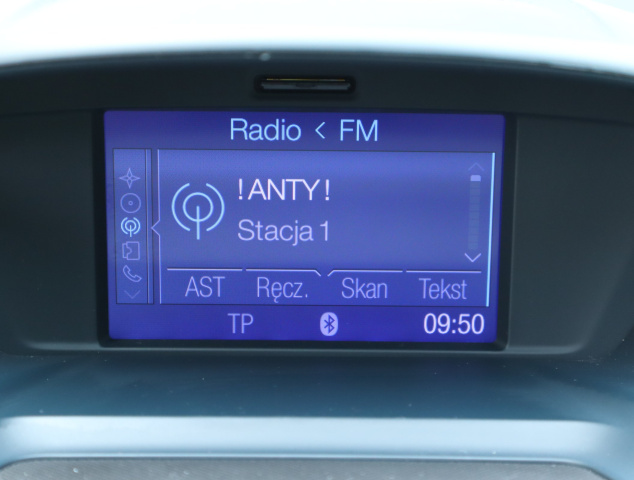 Radio < FM
!ANTY!
Stacja 1
AST Ręcz. Skan Tekst
TP 09:50